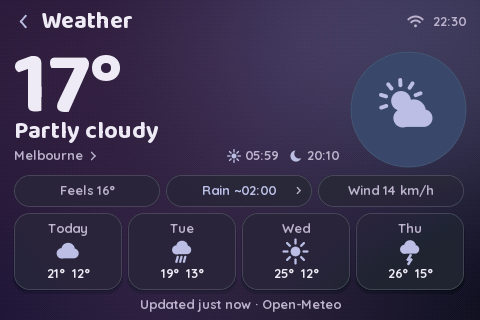 Weather
22:30
17°
Partly cloudy
Melbourne
05:59 20:10
Feels 16°
Rain ~02:00
Wind 14 km/h
Today
21° 12°
Tue
19° 13°
Wed
25° 12°
Thu
26° 15°
Updated just now · Open-Meteo